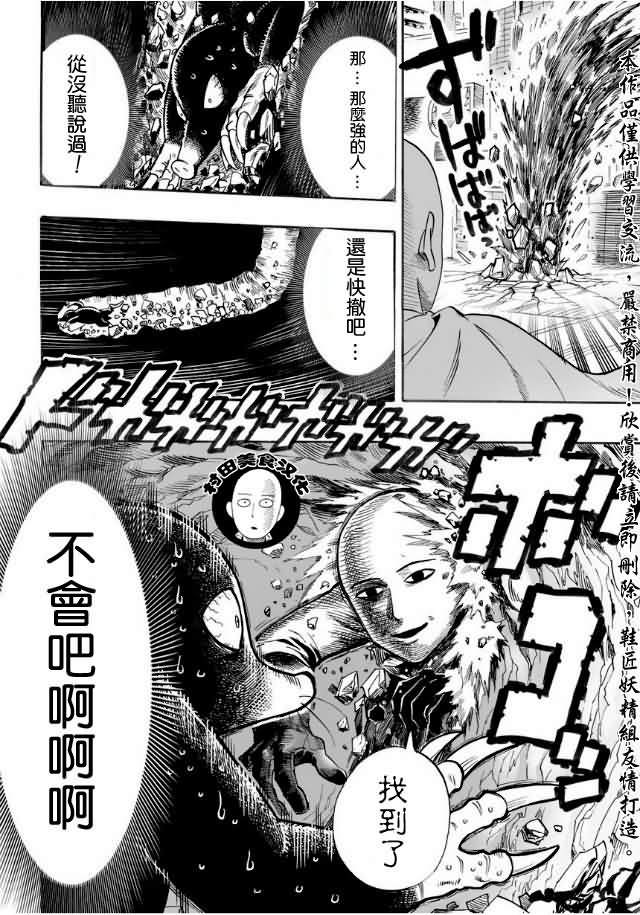 本作品僅供學習交流，嚴禁商用！欣賞後請立即刪除，鞋匠妖精組友情打造。
ずばばばっ
那…那麼強的人…
從沒聽說過！
還是快撤吧…
ボコッ
村田美食汉化
找到了
不會吧啊啊啊